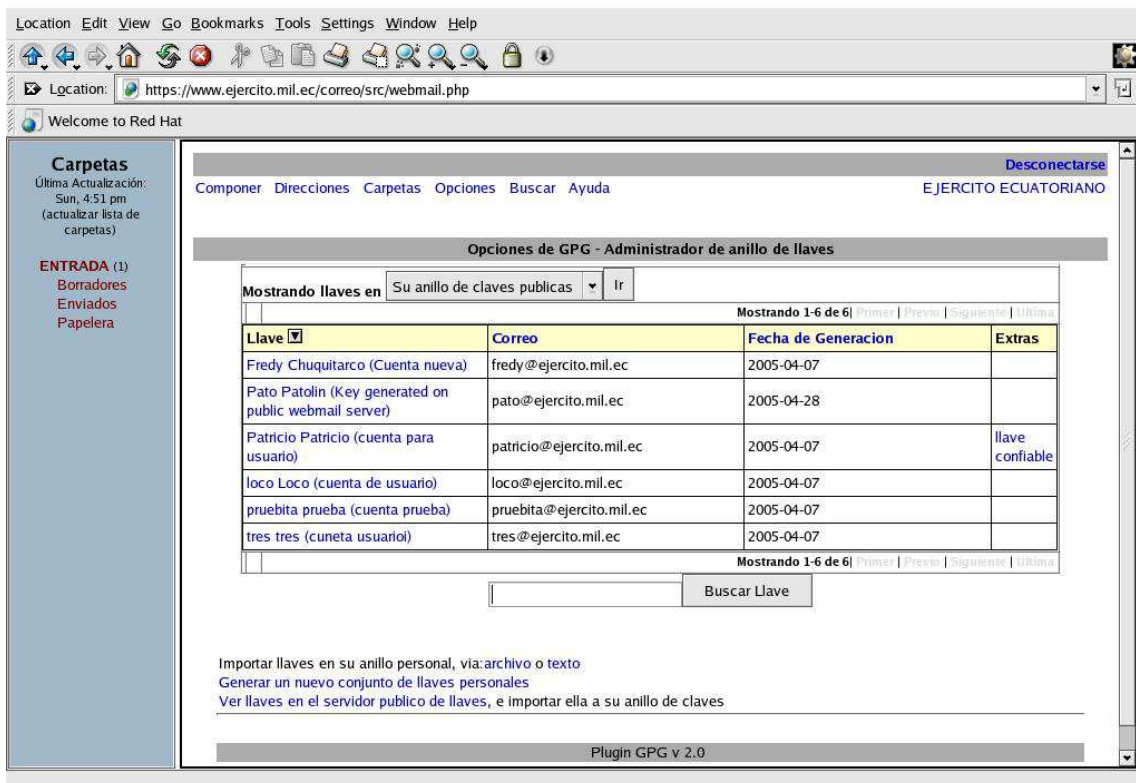 Location Edit View Go Bookmarks Tools Settings Window Help
Location: https://www.ejercito.mil.ec/correo/src/webmail.php
Welcome to Red Hat
Carpetas
Última Actualización:
Sun, 4:51 pm
(actualizar lista de
carpetas)
ENTRADA (1)
Borradores
Enviados
Papelera
Desconectarse
Componer Direcciones Carpetas Opciones Buscar Ayuda EJERCITO ECUATORIANO
Opciones de GPG - Administrador de anillo de llaves
Mostrando llaves en Su anillo de claves publicas Ir
Mostrando 1-6 de 6| Primer | Previo | Siguiente | Ultima
Llave Correo Fecha de Generacion Extras
Fredy Chuquitarco (Cuenta nueva) fredy@ejercito.mil.ec 2005-04-07
Pato Patolin (Key generated on
public webmail server) pato@ejercito.mil.ec 2005-04-28
Patricio Patricio (cuenta para
usuario) patricio@ejercito.mil.ec 2005-04-07 llave
confiable
loco Loco (cuenta de usuario) loco@ejercito.mil.ec 2005-04-07
pruebita prueba (cuenta prueba) pruebita@ejercito.mil.ec 2005-04-07
tres tres (cuneta usuarioi) tres@ejercito.mil.ec 2005-04-07
Mostrando 1-6 de 6| Primer | Previo | Siguiente | Ultima
Buscar Llave
Importar llaves en su anillo personal, via:archivo o texto
Generar un nuevo conjunto de llaves personales
Ver llaves en el servidor publico de llaves, e importar ella a su anillo de claves
Plugin GPG v 2.0